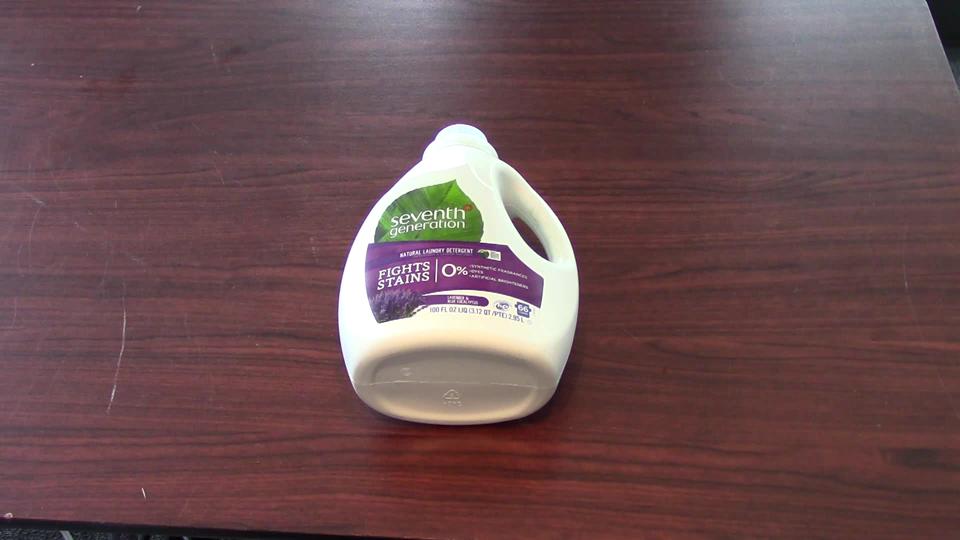 seventh
generation
NATURAL LAUNDRY DETERGENT
FIGHTS
STAINS
0%
-SYNTHETIC FRAGRANCES
-DYES
-ARTIFICIAL BRIGHTENERS
LAVENDER &
BLUE EUCALYPTUS
he
66
100 FL OZ LIQ (3.12 QT /PTE) 2.95 L